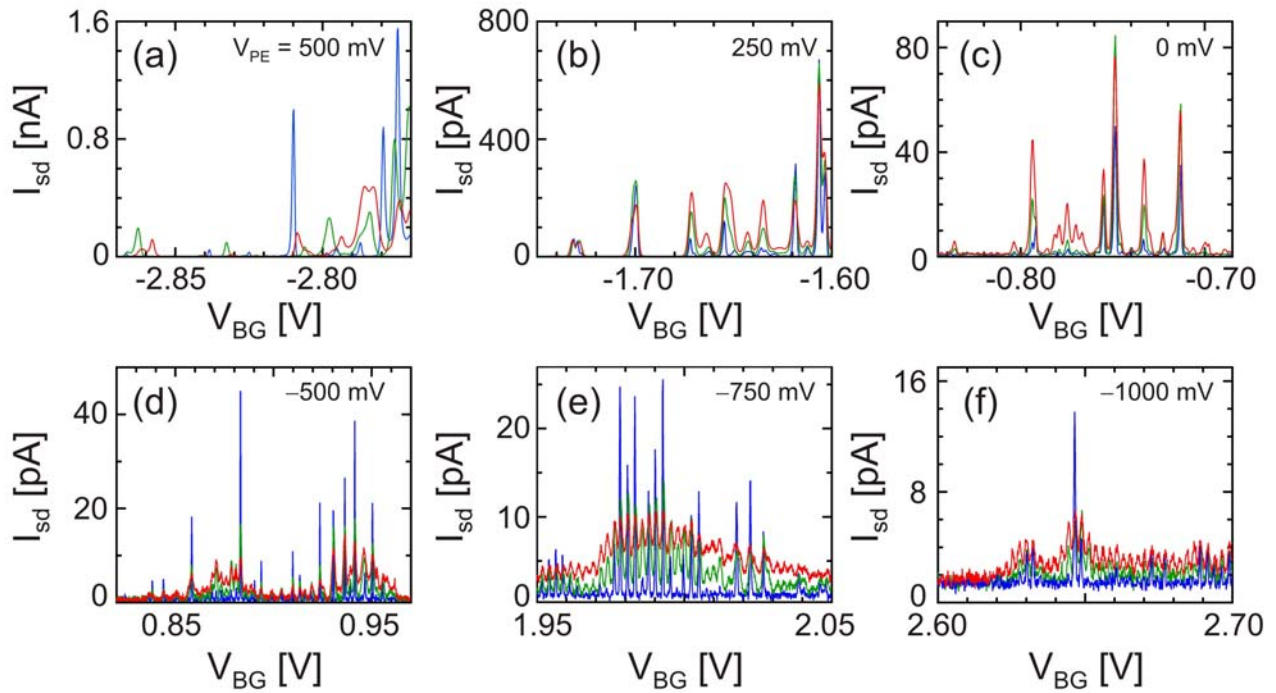 (a)
V_PE = 500 mV
I_sd [nA]
1.6
0.8
0
-2.85
-2.80
V_BG [V]
(b)
250 mV
I_sd [pA]
800
400
0
-1.70
-1.60
V_BG [V]
(c)
0 mV
I_sd [pA]
80
40
0
-0.80
-0.70
V_BG [V]
(d)
−500 mV
I_sd [pA]
40
20
0
0.85
0.95
V_BG [V]
(e)
−750 mV
I_sd [pA]
20
10
0
1.95
2.05
V_BG [V]
(f)
−1000 mV
I_sd [pA]
16
8
0
2.60
2.70
V_BG [V]